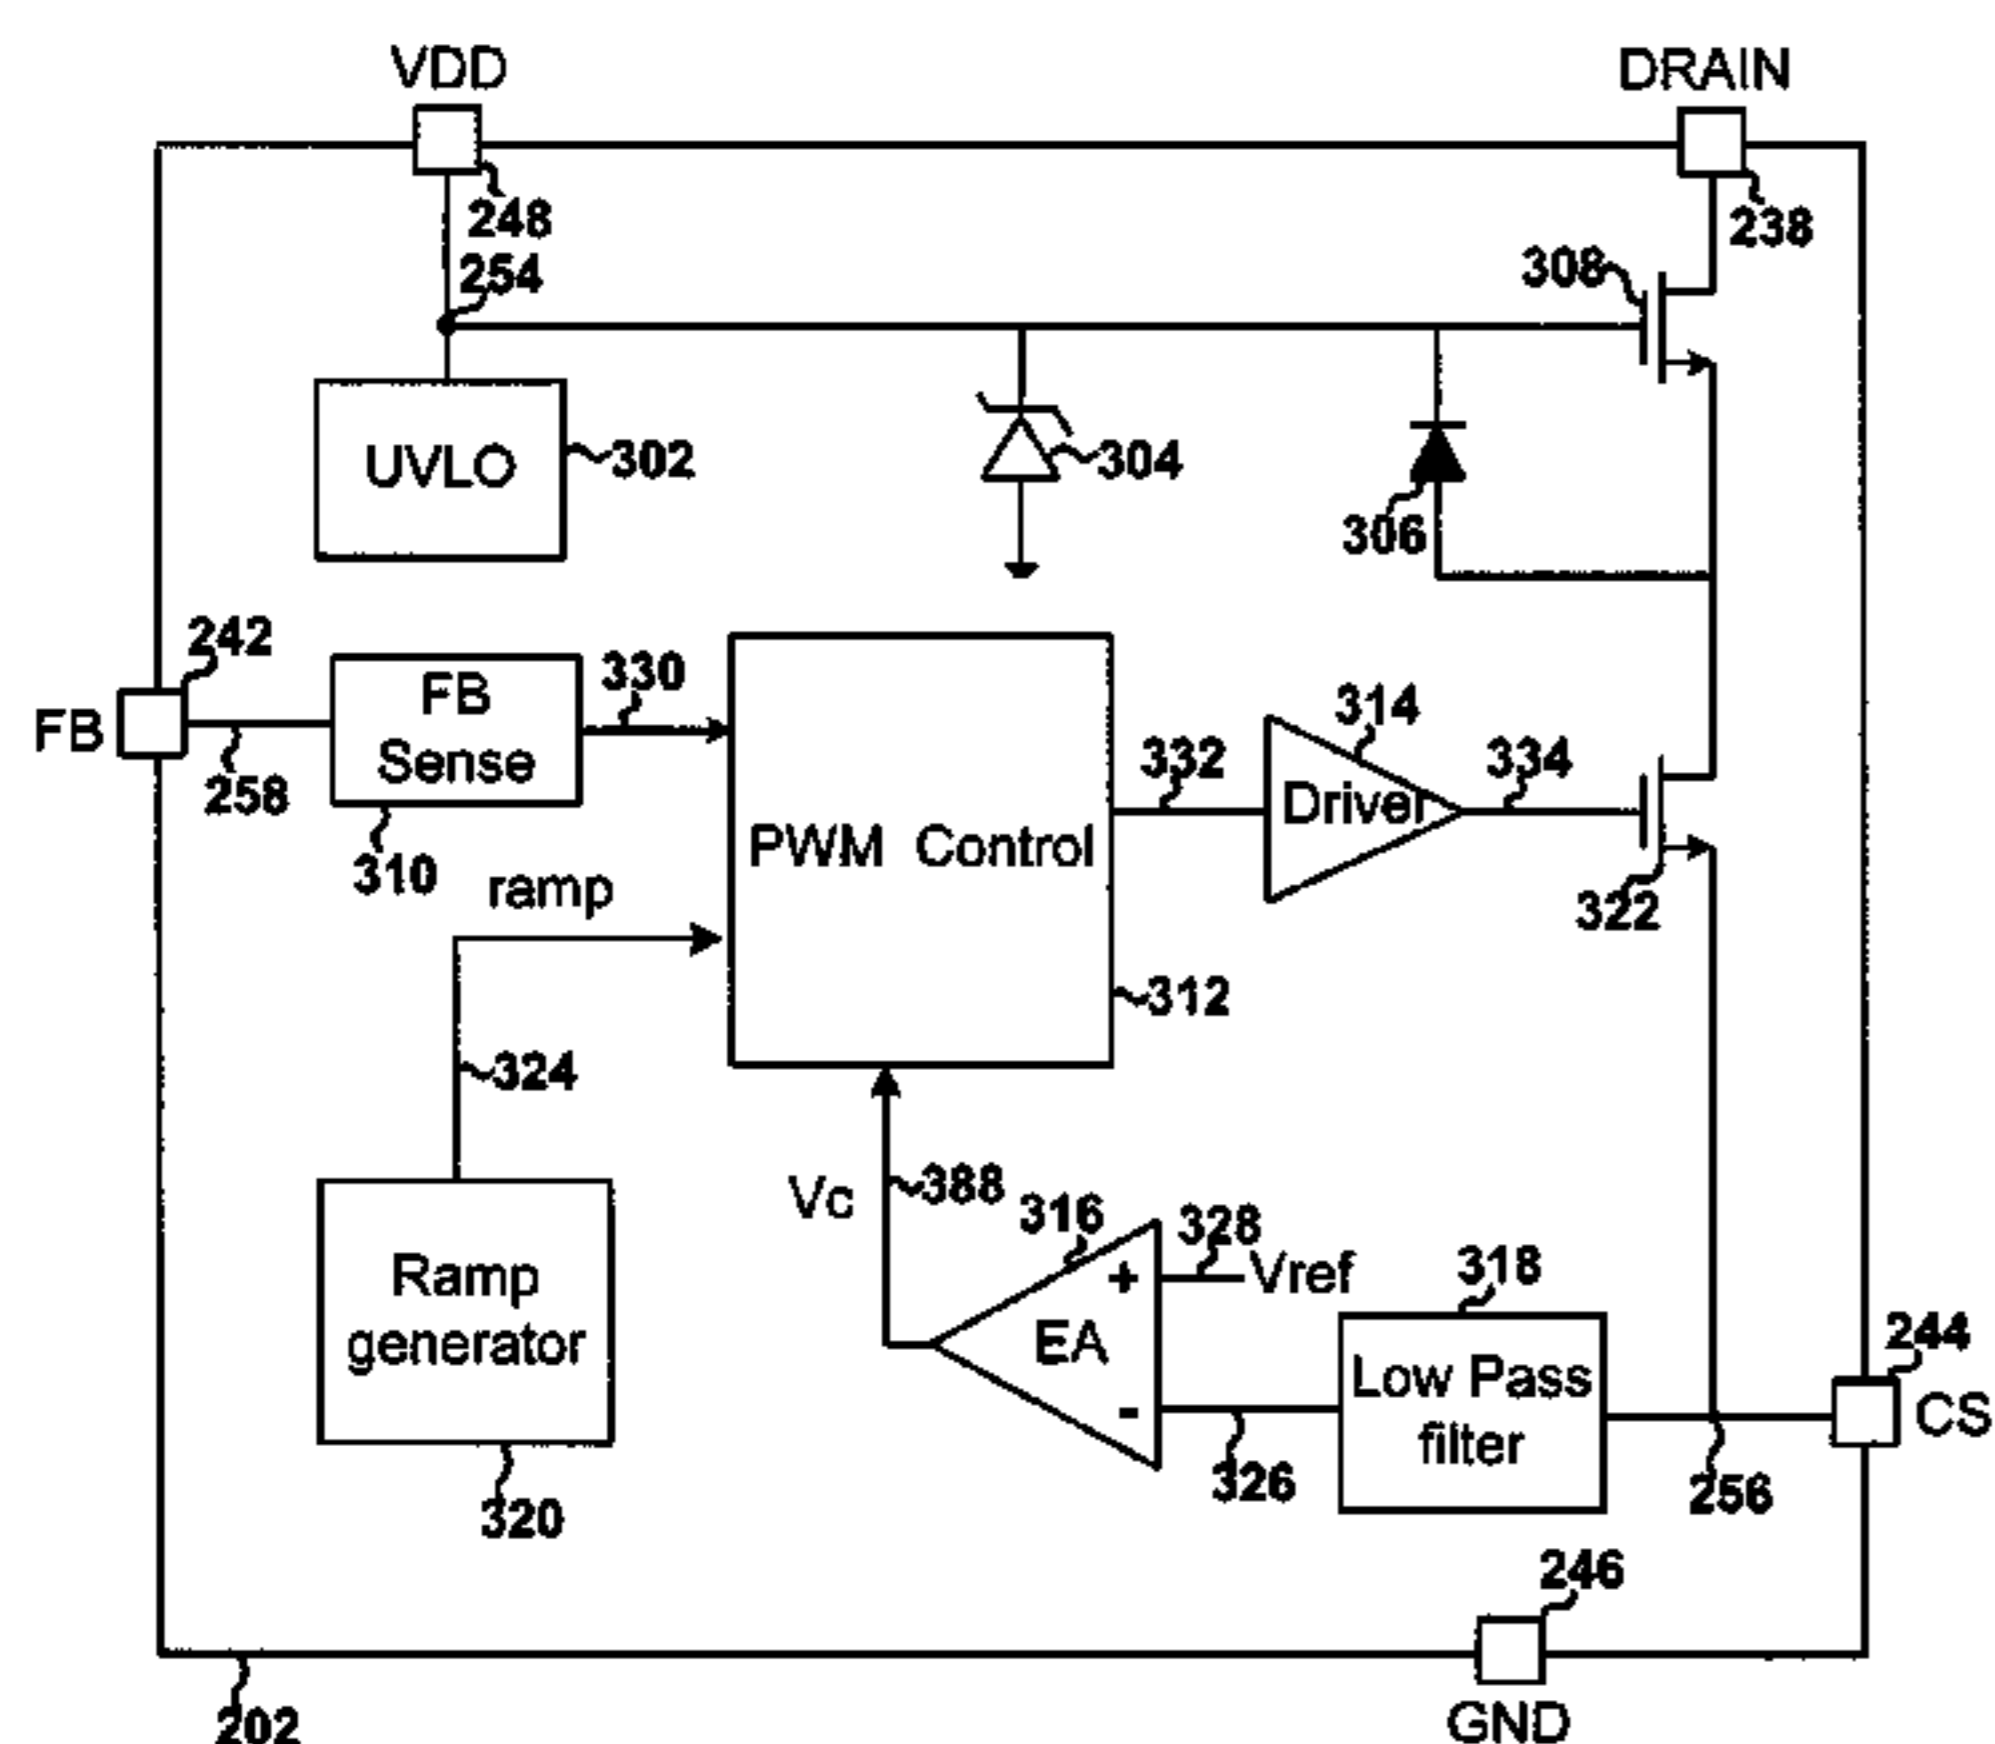 VDD
DRAIN
248
238
254
308
UVLO
302
304
306
242
FB
Sense
330
FB
258
310
314
332
334
Driver
PWM Control
ramp
322
312
324
Vc
388
316
328
Vref
318
Ramp
generator
+
EA
-
Low Pass
filter
244
CS
326
256
320
246
202
GND